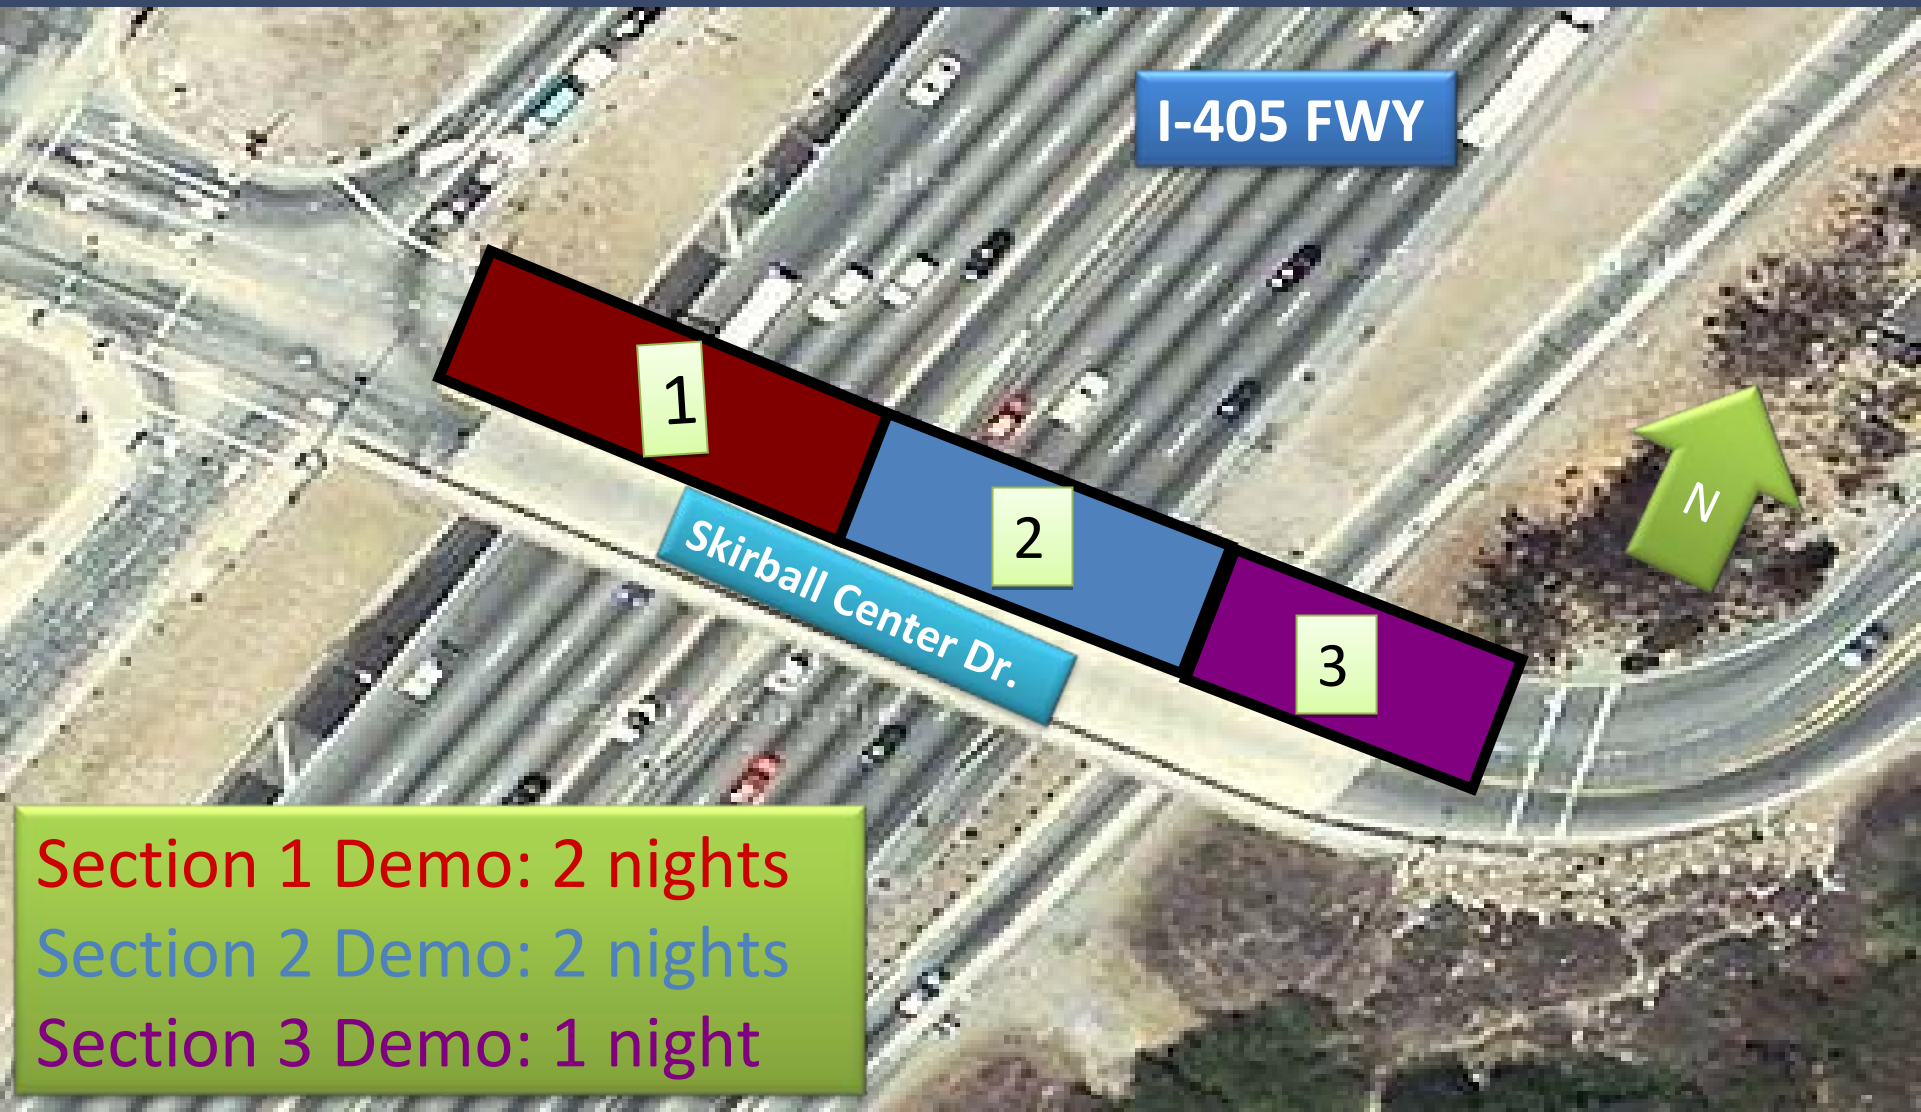 I-405 FWY
1
2
3
Skirball Center Dr.
N
Section 1 Demo: 2 nights
Section 2 Demo: 2 nights
Section 3 Demo: 1 night